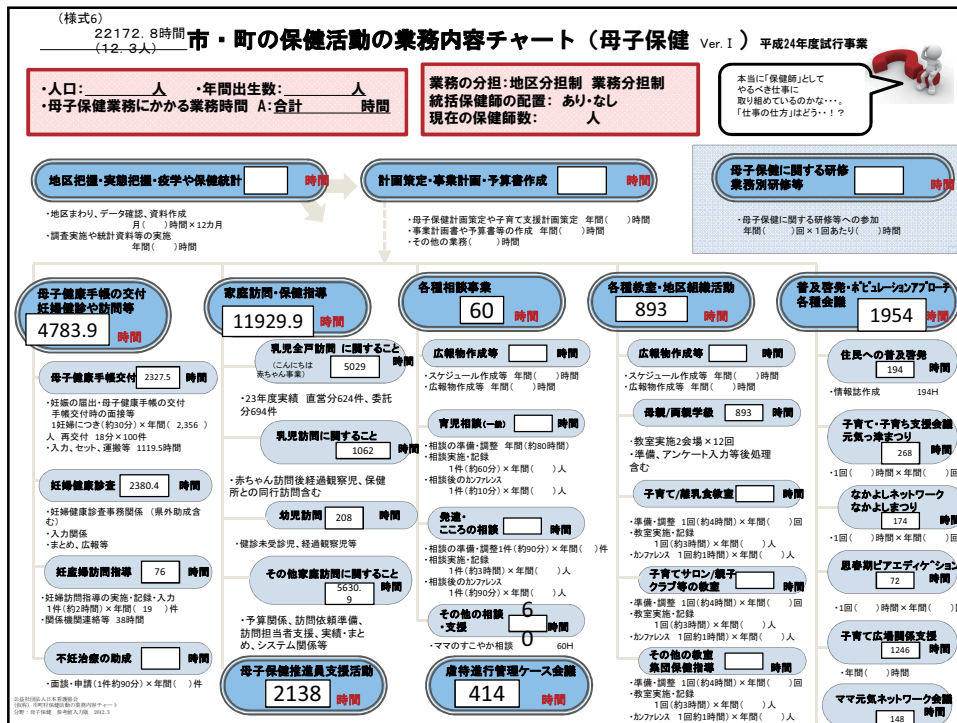 (様式6)
22172.8時間
(12.3人)
市・町の保健活動の業務内容チャート(母子保健 Ver.Ⅰ) 平成24年度試行事業
・人口:　　　人　・年間出生数:　　　人
・母子保健業務にかかる業務時間 A:合計　　　時間
業務の分担:地区分担制 業務分担制
統括保健師の配置: あり・なし
現在の保健師数:　　　人
本当に「保健師」として
やるべき仕事に
取り組めているのかな・・・。
「仕事の仕方」はどう・・!?
地区把握・実態把握・疫学や保健統計　時間
・地区まわり、データ確認、資料作成
月(　　)時間×12カ月
・調査実施や統計資料等の実施
年間(　　)時間
計画策定・事業計画・予算書作成　時間
・母子保健計画策定や子育て支援計画策定 年間(　　)時間
・事業計画書や予算書等の作成 年間(　　)時間
・その他の業務(　　)時間
母子保健に関する研修
業務別研修等　時間
・母子保健に関する研修等への参加
年間(　　)回×1回あたり(　　)時間
母子健康手帳の交付
妊婦健診や訪問等
4783.9 時間
母子健康手帳交付 2327.5 時間
・妊娠の届出・母子健康手帳の交付
手帳交付時の面接等
1妊婦につき(約30分)×年間( 2,356 )
人 再交付 18分×100件
・入力、セット、運搬等 1119.5時間
妊婦健康診査 2380.4 時間
・妊婦健康診査事務関係 (県外助成含
む)
・入力関係
・まとめ、広報等
妊産婦訪問指導 76 時間
・妊婦訪問指導の実施・記録・入力
1件(約2時間)×年間( 19 )件
・関係機関連絡等 38時間
不妊治療の助成　時間
・面談・申請(1件約90分)×年間(　　)件
家庭訪問・保健指導
11929.9 時間
乳児全戸訪問 に関すること
(こんにちは
赤ちゃん事業) 5029 時間
・23年度実績 直営分624件、委託
分694件
乳児訪問に関すること
1062 時間
・赤ちゃん訪問後経過観察児、保健
所との同行訪問含む
幼児訪問 208 時間
・健診未受診児、経過観察児等
その他家庭訪問に関すること
5630.9 時間
・予算関係、訪問依頼準備、
訪問担当者支援、実績・まと
め、システム関係等
母子保健推進員支援活動
2138 時間
各種相談事業
60 時間
広報物作成等　時間
・スケジュール作成等 年間(　　)時間
・広報物作成等 年間(　　)時間
育児相談(一般)　時間
・相談の準備・調整 年間(約80時間)
・相談実施・記録
1件(約60分)×年間(　　)人
・相談後のカンファレンス
1件(約10分)×年間(　　)人
発達・
こころの相談　時間
・相談の準備・調整1件(約90分)×年間(　　)件
・相談実施・記録
1件(約3時間)×年間(　　)人
・相談後のカンファレンス
1件(約90分)×年間(　　)人
その他の相談
・支援 60 時間
・ママのすこやか相談　60H
虐待進行管理ケース会議
414 時間
各種教室・地区組織活動
893 時間
広報物作成等　時間
・スケジュール作成等 年間(　　)時間
・広報物作成等 年間(　　)時間
母親/両親学級 893 時間
・教室実施2会場×12回
・準備、アンケート入力等後処理
含む
子育て/離乳食教室　時間
・準備・調整 1回(約4時間)×年間(　　)回
・教室実施・記録
1回(約3時間)×年間(　　)人
・カンファレンス 1回約1時間)×年間(　　)人
子育てサロン/親子
クラブ等の教室　時間
・準備・調整 1回(約4時間)×年間(　　)回
・教室実施・記録
1回(約3時間)×年間(　　)人
・カンファレンス 1回約1時間)×年間(　　)人
その他の教室
集団保健指導　時間
・準備・調整 1回(約4時間)×年間(　　)回
・教室実施・記録
1回(約3時間)×年間(　　)人
・カンファレンス 1回約1時間)×年間(　　)人
普及啓発・ポピュレーションアプローチ
各種会議
1954 時間
住民への普及啓発
194 時間
・情報誌作成　194H
子育て・子育ち支援会議
元気っ津まつり
268 時間
・1回(　　)時間×年間(　　)回
なかよしネットワーク
なかよしまつり
174 時間
・1回(　　)時間×年間(　　)回
思春期ピアエディケーション
72 時間
・1回(　　)時間×年間(　　)回
子育て広場関係支援
1246 時間
・年間(　　)時間
ママ元気ネットワーク会議
148 時間
公益社団法人日本看護協会
(仮称) 市町村保健活動の業務内容チャート
分野:母子保健 参考値入力版 2012.3